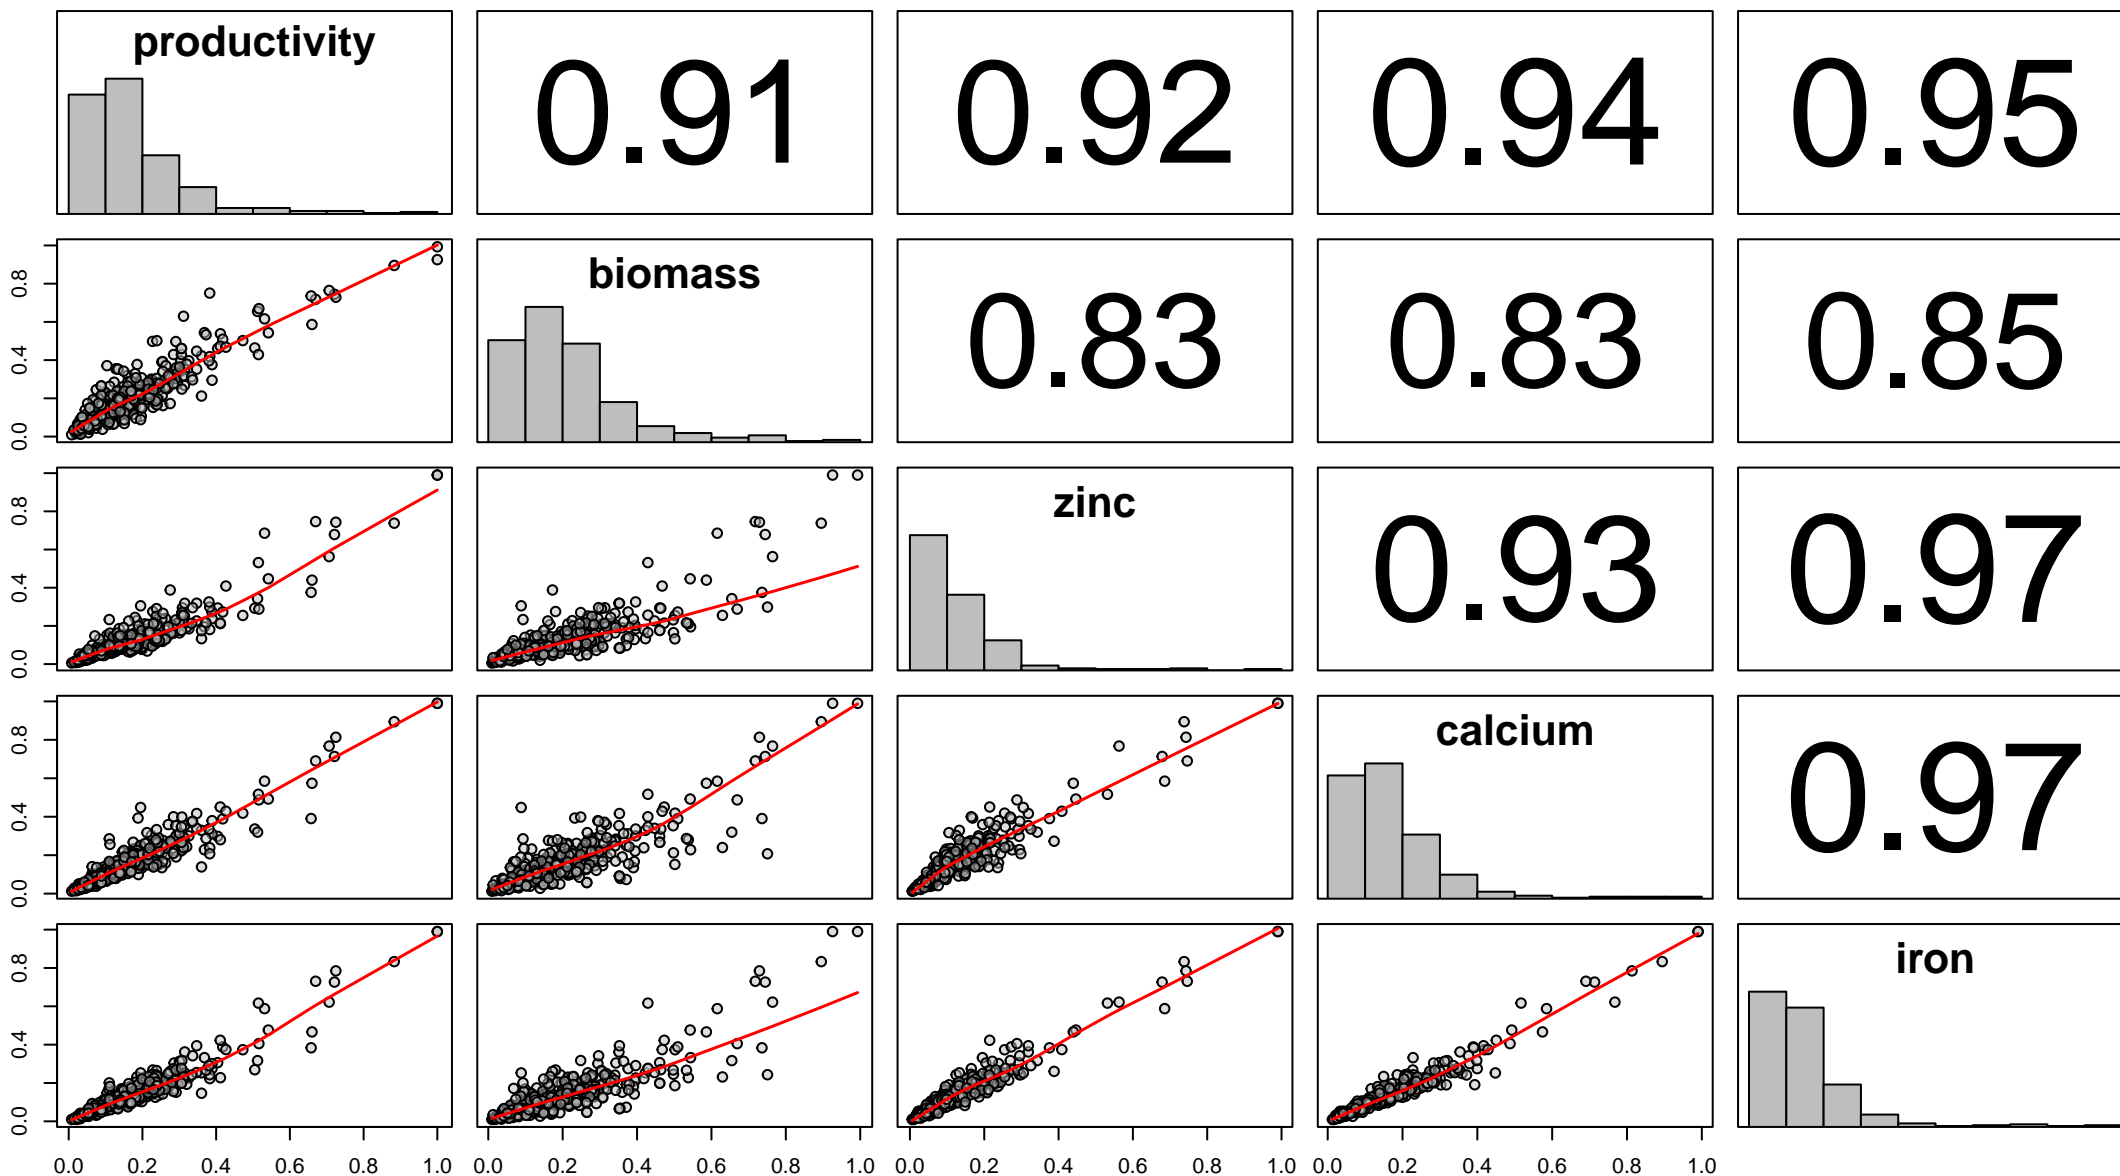 productivity 0.91 0.92 0.94 0.95
0.0 0.4 0.8 biomass 0.83 0.83 0.85
0.0 0.4 0.8 zinc 0.93 0.97
0.0 0.4 0.8 calcium 0.97
0.0 0.4 0.8 iron
0.0 0.2 0.4 0.6 0.8 1.0 0.0 0.2 0.4 0.6 0.8 1.0 0.0 0.2 0.4 0.6 0.8 1.0 0.0 0.2 0.4 0.6 0.8 1.0